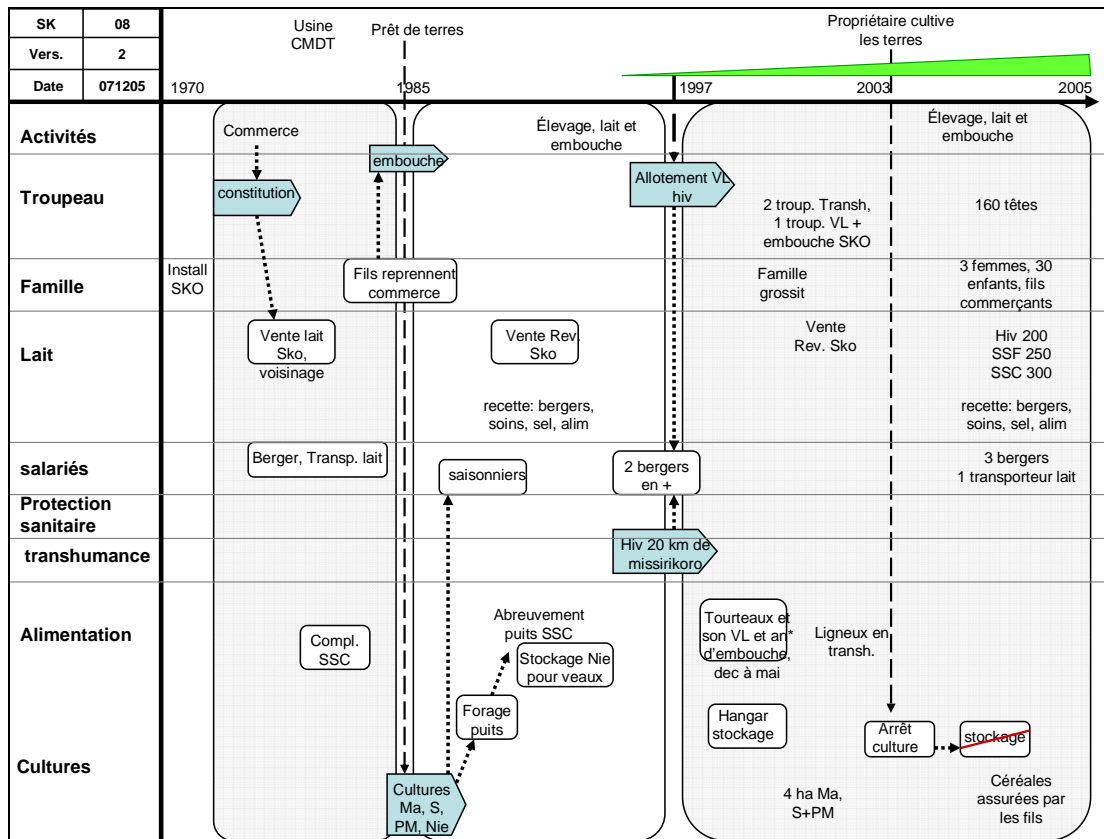 SK 08
Vers. 2
Date 071205
Usine
CMDT
Prêt de terres
Propriétaire cultive
les terres
1970
1985
1997
2003
2005
Activités
Commerce
embouche
Élevage, lait et
embouche
Élevage, lait et
embouche
Troupeau
constitution
Allotement VL
hiv
2 troup. Transh,
1 troup. VL +
embouche SKO
160 têtes
Famille
Install
SKO
Fils reprennent
commerce
Famille
grossit
3 femmes, 30
enfants, fils
commerçants
Lait
Vente lait
Sko,
voisinage
Vente Rev.
Sko
Vente
Rev. Sko
Hiv 200
SSF 250
SSC 300
recette: bergers,
soins, sel, alim
recette: bergers,
soins, sel, alim
salariés
Berger, Transp. lait
saisonniers
2 bergers
en +
3 bergers
1 transporteur lait
Protection
sanitaire
transhumance
Hiv 20 km de
missirikoro
Alimentation
Compl.
SSC
Abreuvement
puits SSC
Stockage Nie
pour veaux
Tourteaux et
son VL et an*
d'embouche,
dec à mai
Ligneux en
transh.
Forage
puits
Hangar
stockage
Arrêt
culture
stockage
Cultures
Cultures
Ma, S,
PM, Nie
4 ha Ma,
S+PM
Céréales
assurées par
les fils